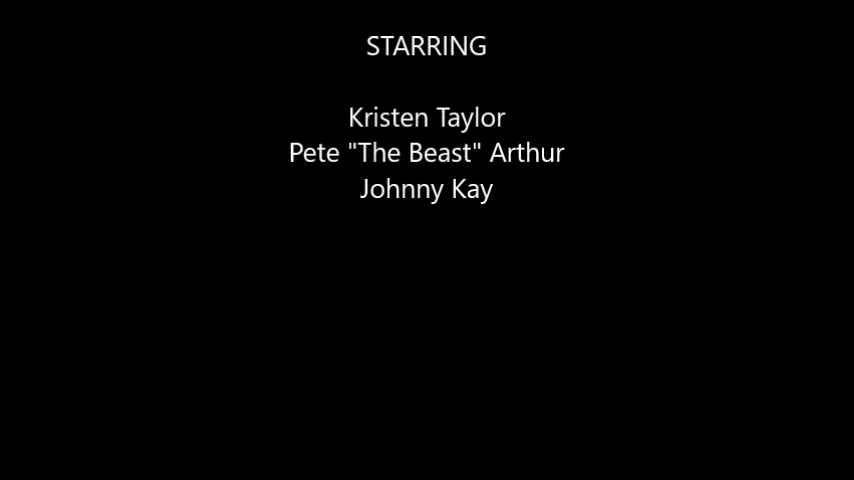 STARRING
Kristen Taylor
Pete "The Beast" Arthur
Johnny Kay